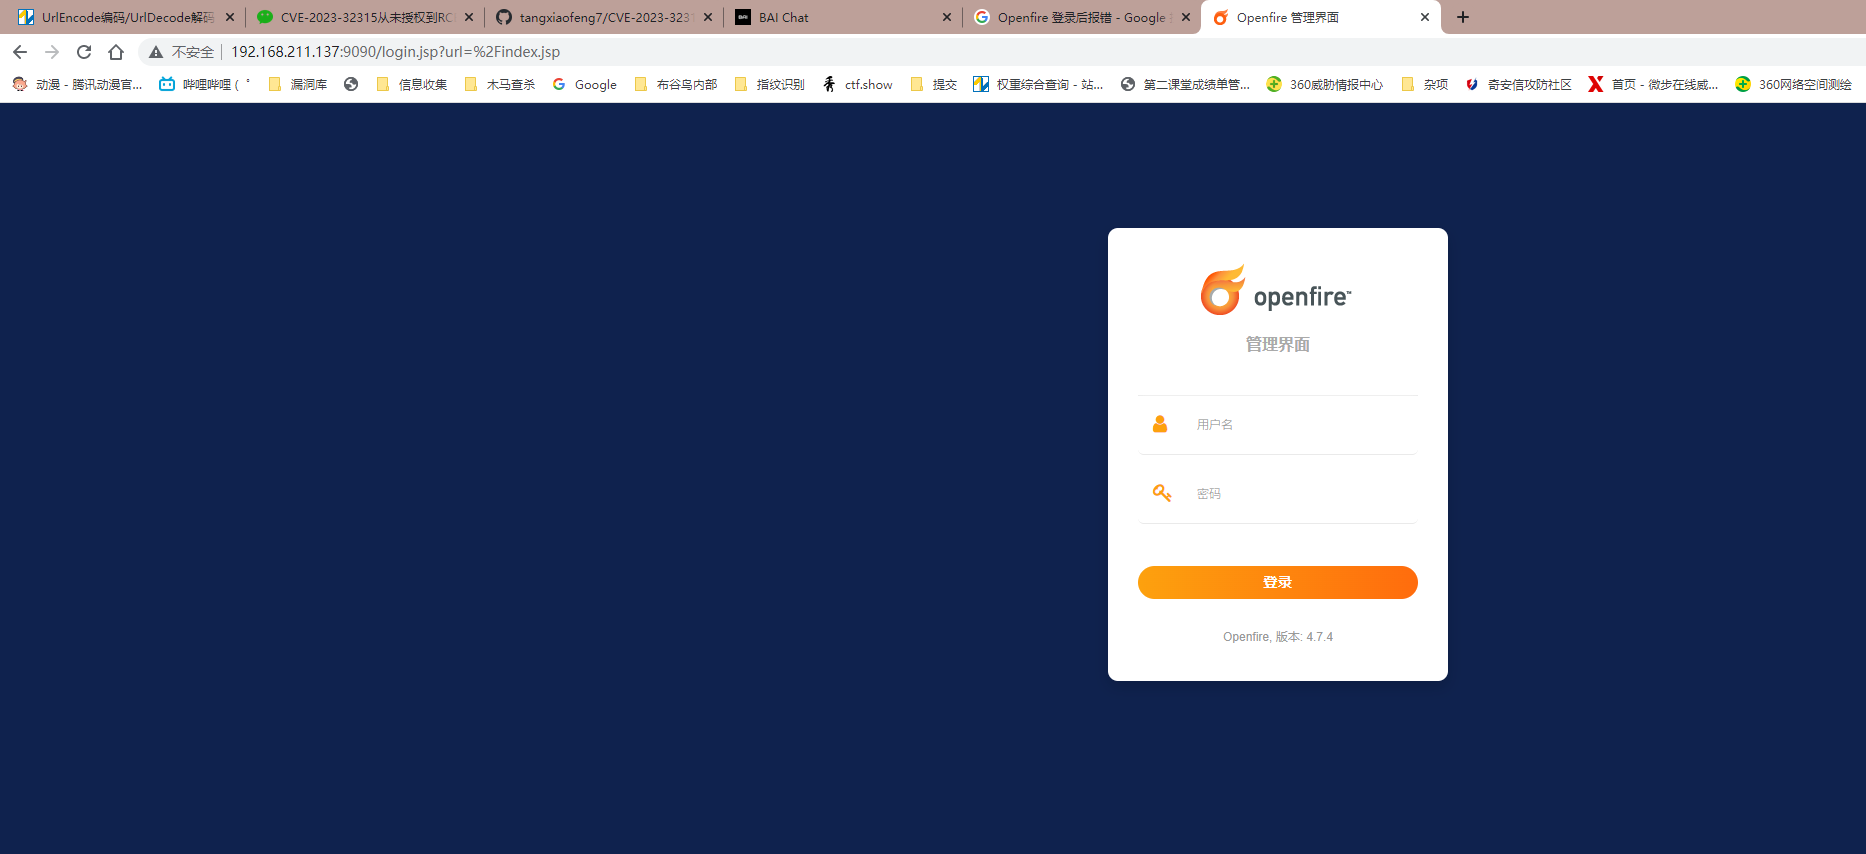 UrlEncode编码/UrlDecode解码
CVE-2023-32315从未授权到RC
tangxiaofeng7/CVE-2023-323
BAI Chat
Openfire 登录后报错 - Google
Openfire 管理界面
不安全 192.168.211.137:9090/login.jsp?url=%2Findex.jsp
动漫 - 腾讯动漫官... 哔哩哔哩 ( ゜ 漏洞库 信息收集 木马查杀 Google 布谷鸟内部 指纹识别 ctf.show 提交 权重综合查询 - 站... 第二课堂成绩单管... 360威胁情报中心 杂项 奇安信攻防社区 首页 - 微步在线威... 360网络空间测绘
openfire™
管理界面
用户名
密码
登录
Openfire, 版本: 4.7.4